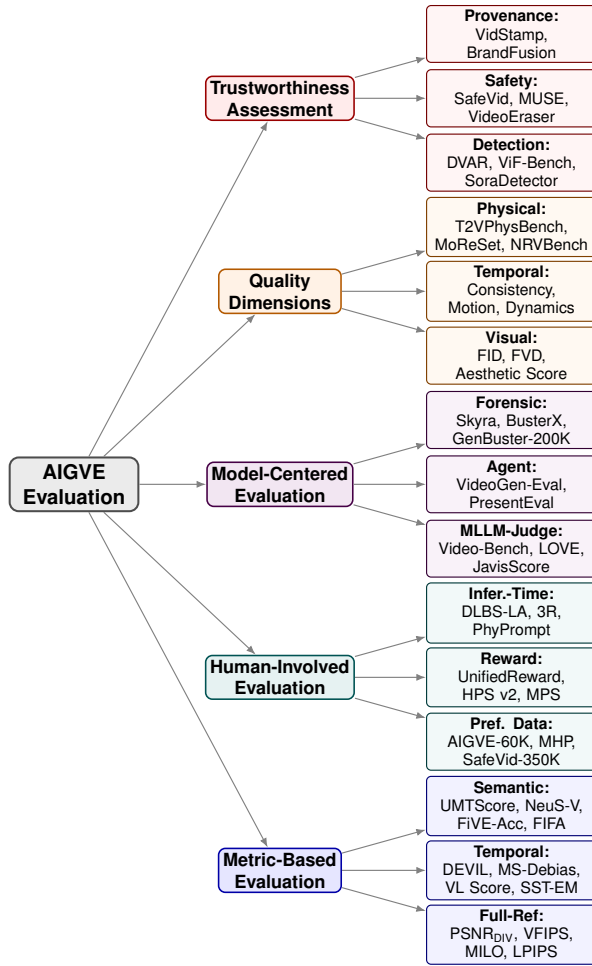 AIGVE
Evaluation
Trustworthiness
Assessment
Provenance:
VidStamp,
BrandFusion
Safety:
SafeVid, MUSE,
VideoEraser
Detection:
DVAR, ViF-Bench,
SoraDetector
Quality
Dimensions
Physical:
T2VPhysBench,
MoReSet, NRVBench
Temporal:
Consistency,
Motion, Dynamics
Visual:
FID, FVD,
Aesthetic Score
Model-Centered
Evaluation
Forensic:
Skyra, BusterX,
GenBuster-200K
Agent:
VideoGen-Eval,
PresentEval
MLLM-Judge:
Video-Bench, LOVE,
JavisScore
Human-Involved
Evaluation
Infer.-Time:
DLBS-LA, 3R,
PhyPrompt
Reward:
UnifiedReward,
HPS v2, MPS
Pref. Data:
AIGVE-60K, MHP,
SafeVid-350K
Metric-Based
Evaluation
Semantic:
UMTScore, NeuS-V,
FiVE-Acc, FIFA
Temporal:
DEVIL, MS-Debias,
VL Score, SST-EM
Full-Ref:
PSNR_DIV, VFIPS,
MILO, LPIPS